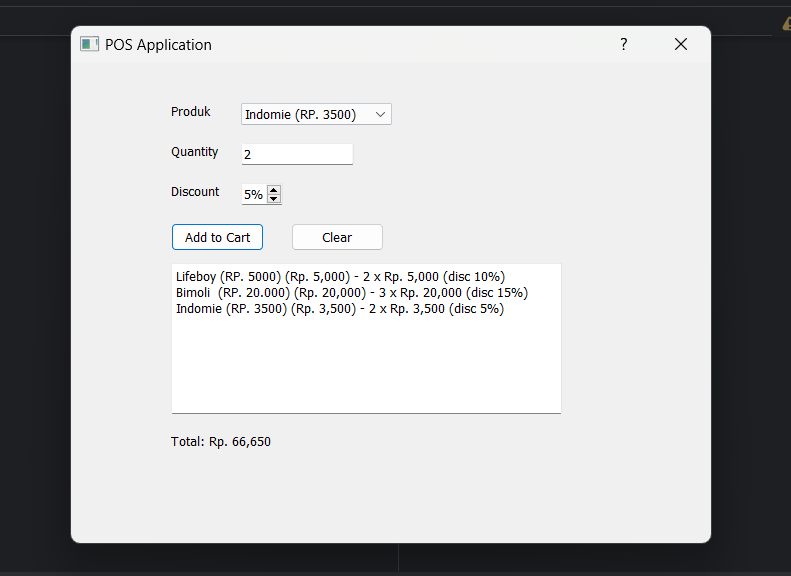 POS Application
Produk Indomie (RP. 3500)
Quantity 2
Discount 5%
Add to Cart Clear
Lifeboy (RP. 5000) (Rp. 5,000) - 2 x Rp. 5,000 (disc 10%)
Bimoli  (RP. 20.000) (Rp. 20,000) - 3 x Rp. 20,000 (disc 15%)
Indomie (RP. 3500) (Rp. 3,500) - 2 x Rp. 3,500 (disc 5%)
Total: Rp. 66,650